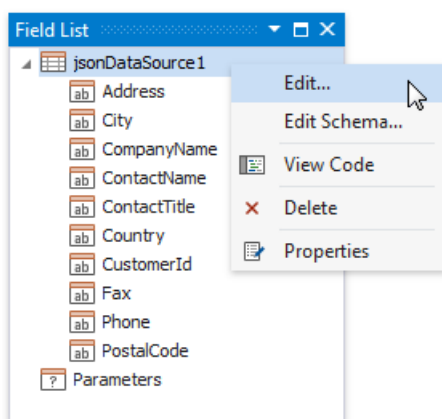 Field List
jsonDataSource1
Address
City
CompanyName
ContactName
ContactTitle
Country
CustomerId
Fax
Phone
PostalCode
Parameters
Edit...
Edit Schema...
View Code
Delete
Properties